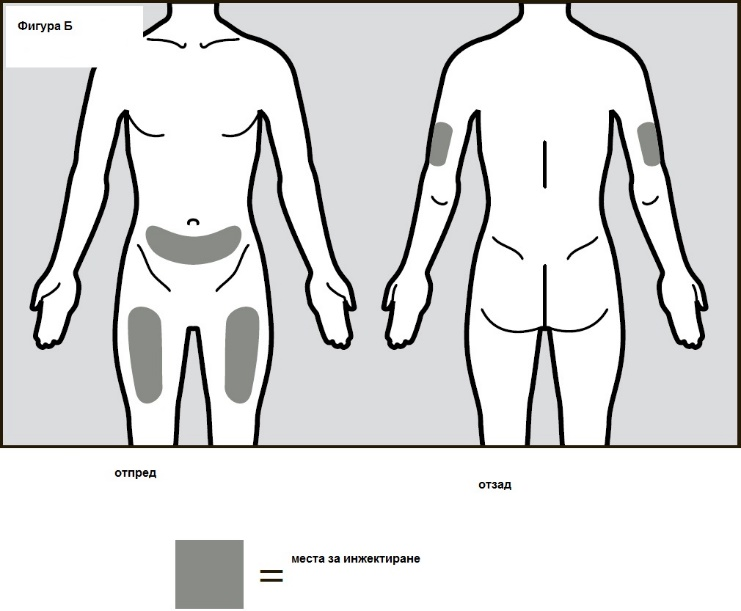 Фигура Б
отпред
отзад
= места за инжектиране